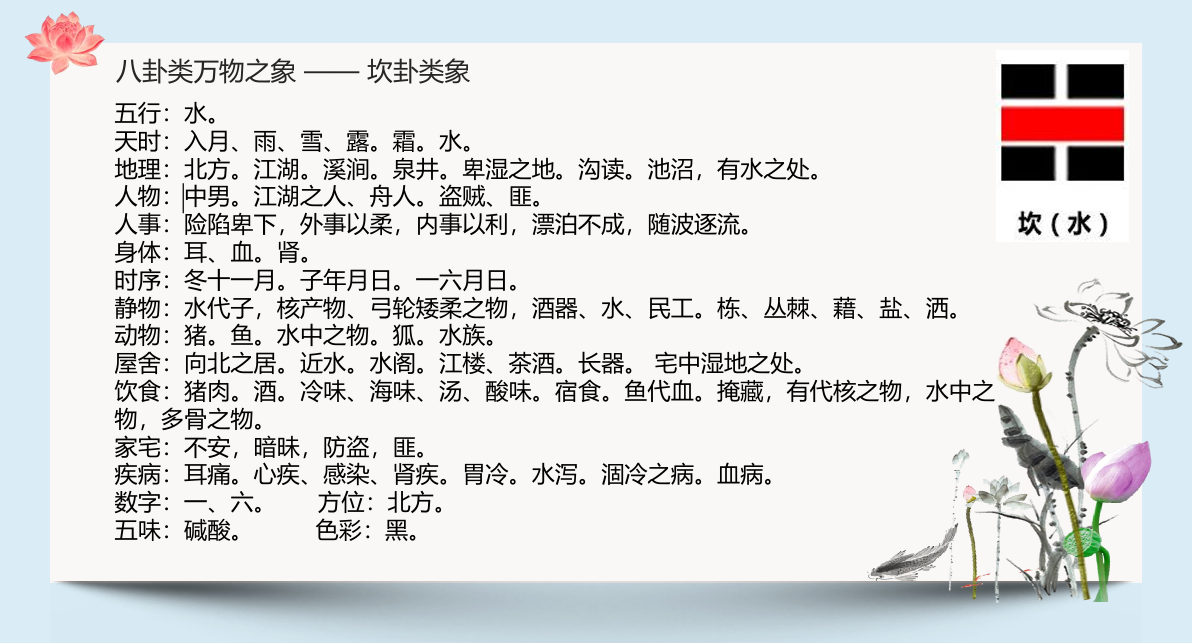 八卦类万物之象 —— 坎卦类象
五行：水。
天时：入月、雨、雪、露。霜。水。
地理：北方。江湖。溪涧。泉井。卑湿之地。沟读。池沼，有水之处。
人物：中男。江湖之人、舟人。盗贼、匪。
人事：险陷卑下，外事以柔，内事以利，漂泊不成，随波逐流。
身体：耳、血。肾。
时序：冬十一月。子年月日。一六月日。
静物：水代子，核产物、弓轮矮柔之物，酒器、水、民工。栋、丛棘、藉、盐、洒。
动物：猪。鱼。水中之物。狐。水族。
屋舍：向北之居。近水。水阁。江楼、茶酒。长器。 宅中湿地之处。
饮食：猪肉。酒。冷味、海味、汤、酸味。宿食。鱼代血。掩藏，有代核之物，水中之
物，多骨之物。
家宅：不安，暗昧，防盗，匪。
疾病：耳痛。心疾、感染、肾疾。胃冷。水泻。涸冷之病。血病。
数字：一、六。 方位：北方。
五味：碱酸。 色彩：黑。
坎（水）